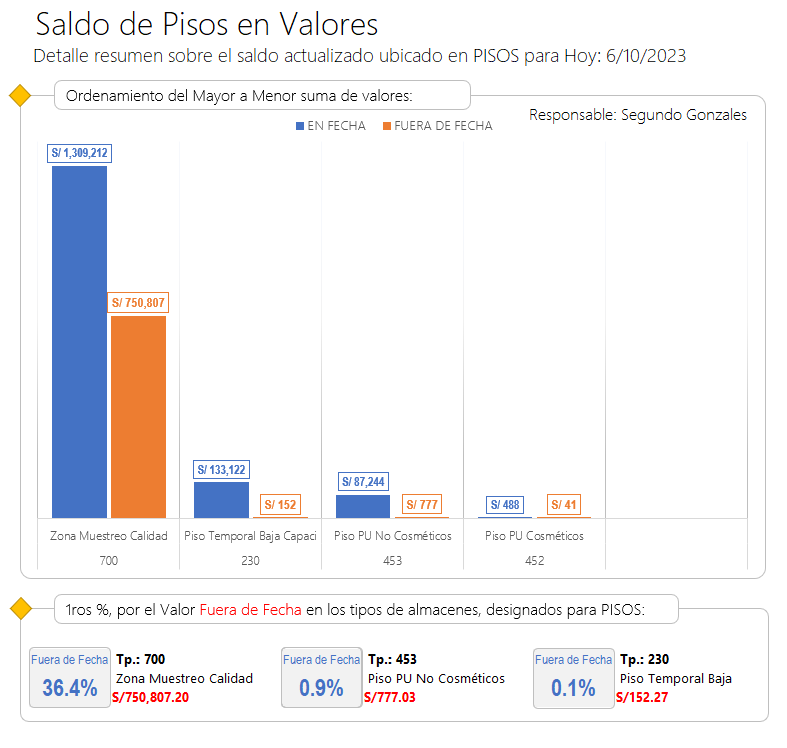 Saldo de Pisos en Valores
Detalle resumen sobre el saldo actualizado ubicado en PISOS para Hoy: 6/10/2023
Ordenamiento del Mayor a Menor suma de valores:
Responsable: Segundo Gonzales
EN FECHA FUERA DE FECHA
S/ 1,309,212
S/ 750,807
S/ 133,122
S/ 152
S/ 87,244
S/ 777
S/ 488
S/ 41
Zona Muestreo Calidad Piso Temporal Baja Capaci Piso PU No Cosméticos Piso PU Cosméticos
700 230 453 452
1ros %, por el Valor Fuera de Fecha en los tipos de almacenes, designados para PISOS:
Fuera de Fecha
36.4%
Tp.: 700
Zona Muestreo Calidad
S/750,807.20
Fuera de Fecha
0.9%
Tp.: 453
Piso PU No Cosméticos
S/777.03
Fuera de Fecha
0.1%
Tp.: 230
Piso Temporal Baja
S/152.27